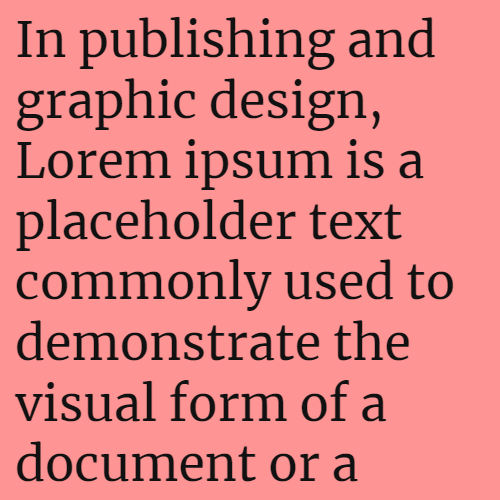 In publishing and
graphic design,
Lorem ipsum is a
placeholder text
commonly used to
demonstrate the
visual form of a
document or a